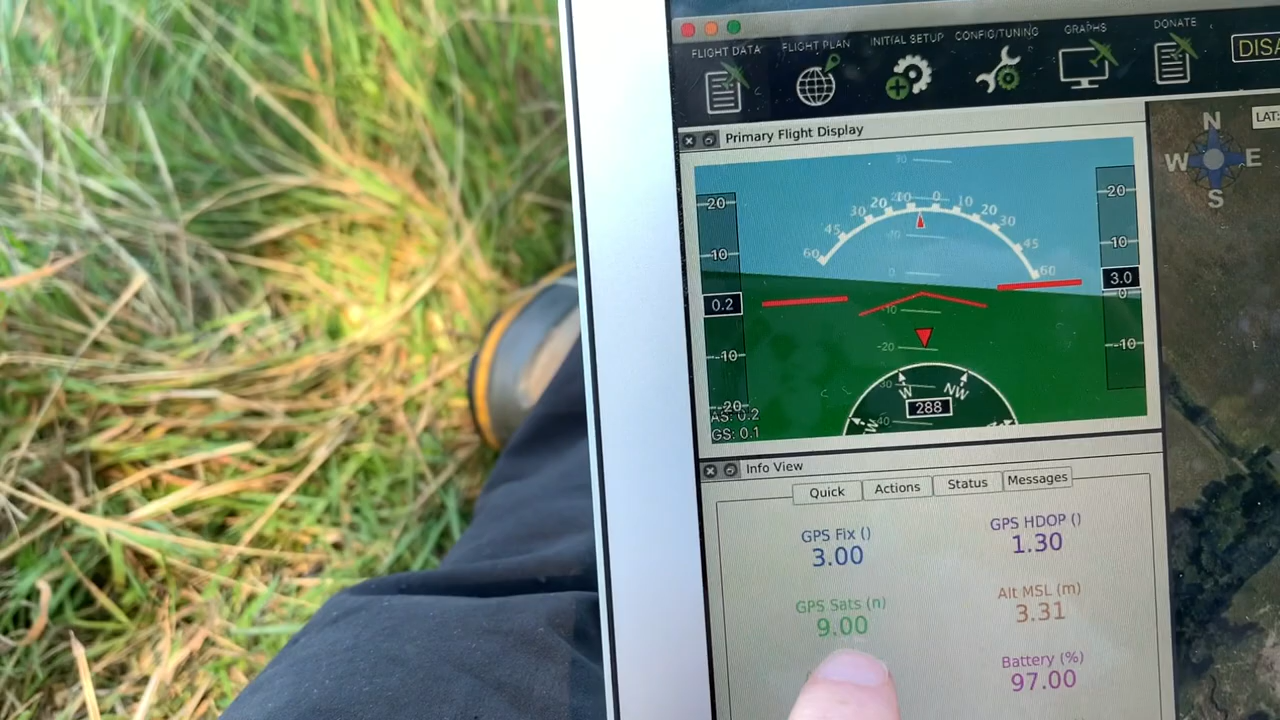 FLIGHT DATA FLIGHT PLAN INITIAL SETUP CONFIG/TUNING GRAPHS DONATE
DISA
Primary Flight Display
N
W E
S
LAT:
20 10 0.2 -10 -20
60 45 30 20 10 0 10 20 30 45 60
20 10 3.0 0 -10
0
-10
-20
30
W NW
288
AS: 0.2
GS: 0.1
Info View
Quick Actions Status Messages
GPS Fix () GPS HDOP ()
3.00 1.30
GPS Sats (n) Alt MSL (m)
9.00 3.31
Battery (%)
97.00